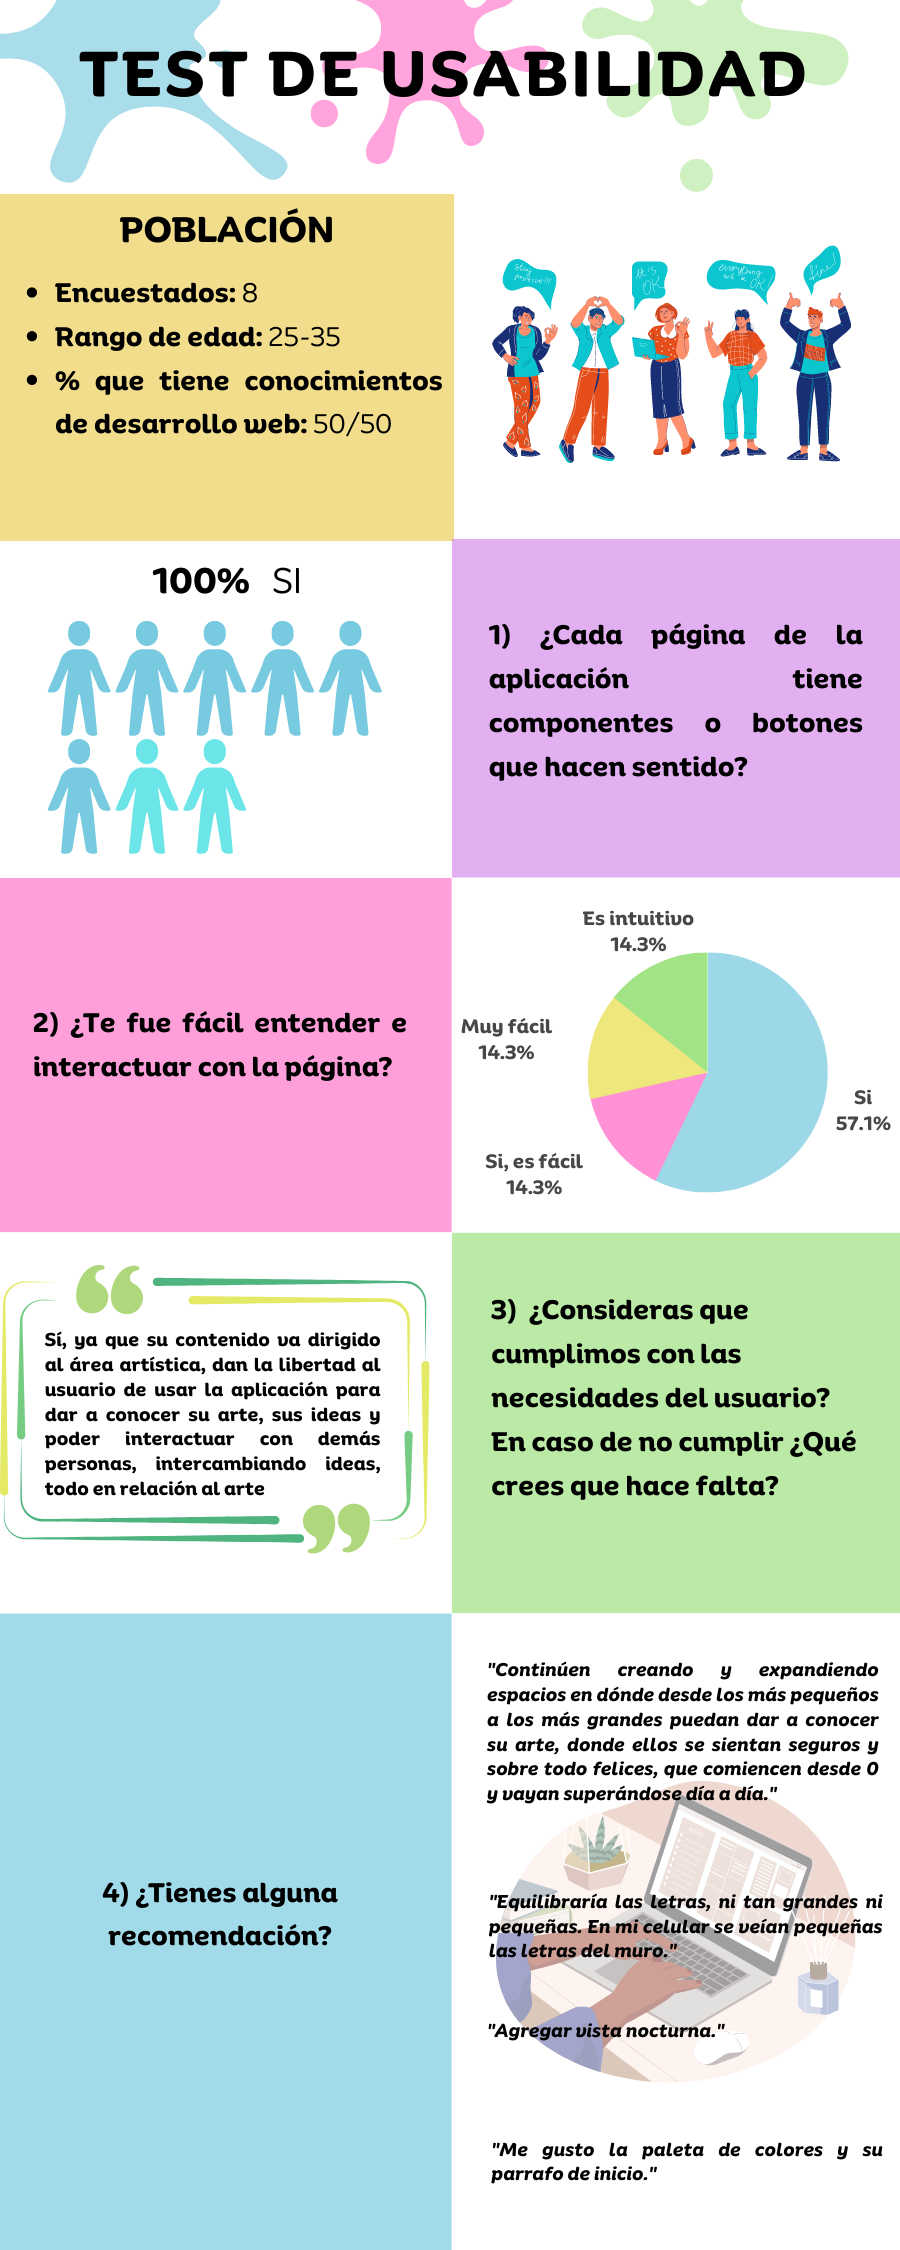 TEST DE USABILIDAD
POBLACIÓN
Encuestados: 8
Rango de edad: 25-35
% que tiene conocimientos
de desarrollo web: 50/50
everything
OK
It is
OK
fine!
100% SI
1) ¿Cada página de la
aplicación tiene
componentes o botones
que hacen sentido?
2) ¿Te fue fácil entender e
interactuar con la página?
Es intuitivo
14.3%
Muy fácil
14.3%
Si
57.1%
Si, es fácil
14.3%
Sí, ya que su contenido va dirigido
al área artística, dan la libertad al
usuario de usar la aplicación para
dar a conocer su arte, sus ideas y
poder interactuar con demás
personas, intercambiando ideas,
todo en relación al arte
3) ¿Consideras que
cumplimos con las
necesidades del usuario?
En caso de no cumplir ¿Qué
crees que hace falta?
4) ¿Tienes alguna
recomendación?
"Continúen creando y expandiendo
espacios en dónde desde los más pequeños
a los más grandes puedan dar a conocer
su arte, donde ellos se sientan seguros y
sobre todo felices, que comiencen desde 0
y vayan superándose día a día."
"Equilibraría las letras, ni tan grandes ni
pequeñas. En mi celular se veían pequeñas
las letras del muro."
"Agregar vista nocturna."
"Me gusto la paleta de colores y su
parrafo de inicio."